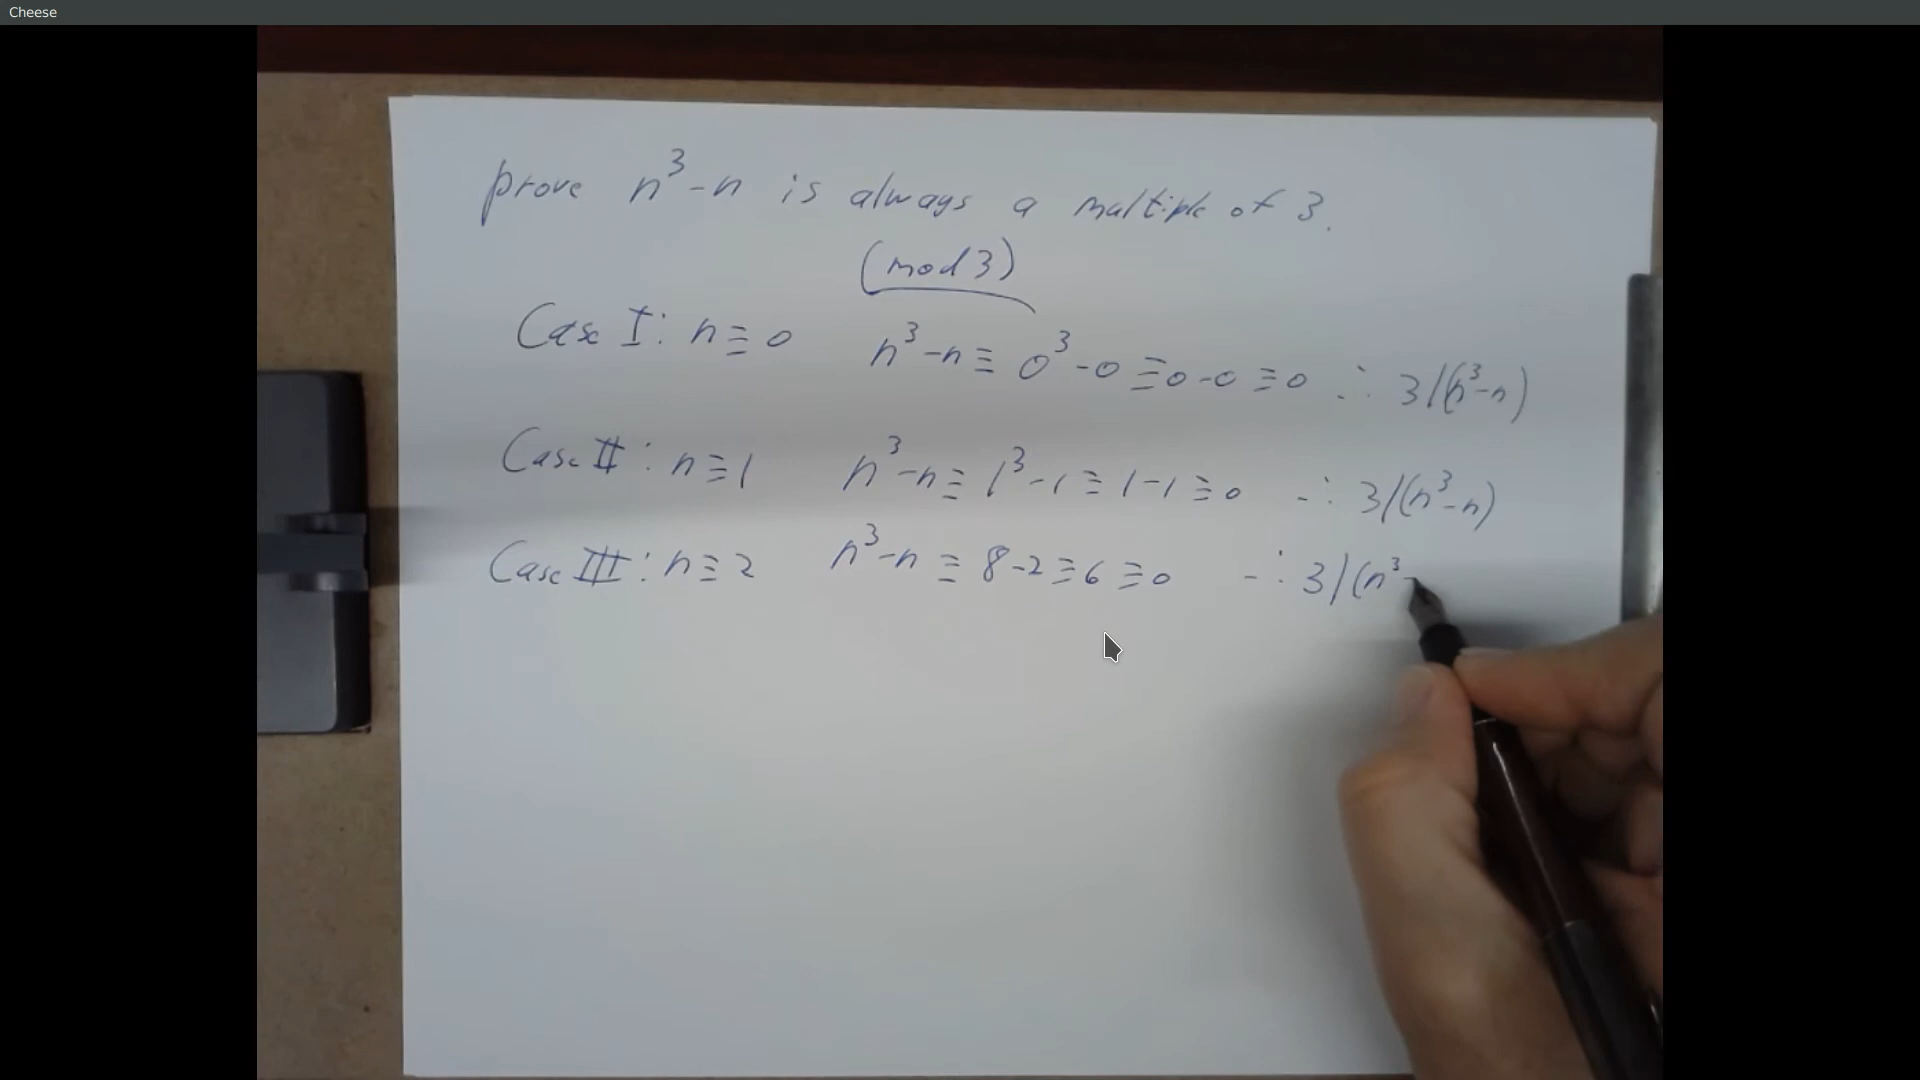 Cheese
prove n³-n is always a multiple of 3.
(mod 3)
Case I: n≡0 n³-n≡ 0³-0 ≡0-0 ≡0 ∴ 3/(n³-n)
Case II: n≡1 n³-n≡ 1³-1≡ 1-1 ≡0 ∴ 3/(n³-n)
Case III: n≡2 n³-n ≡ 8-2≡6≡0 ∴ 3/(n³-